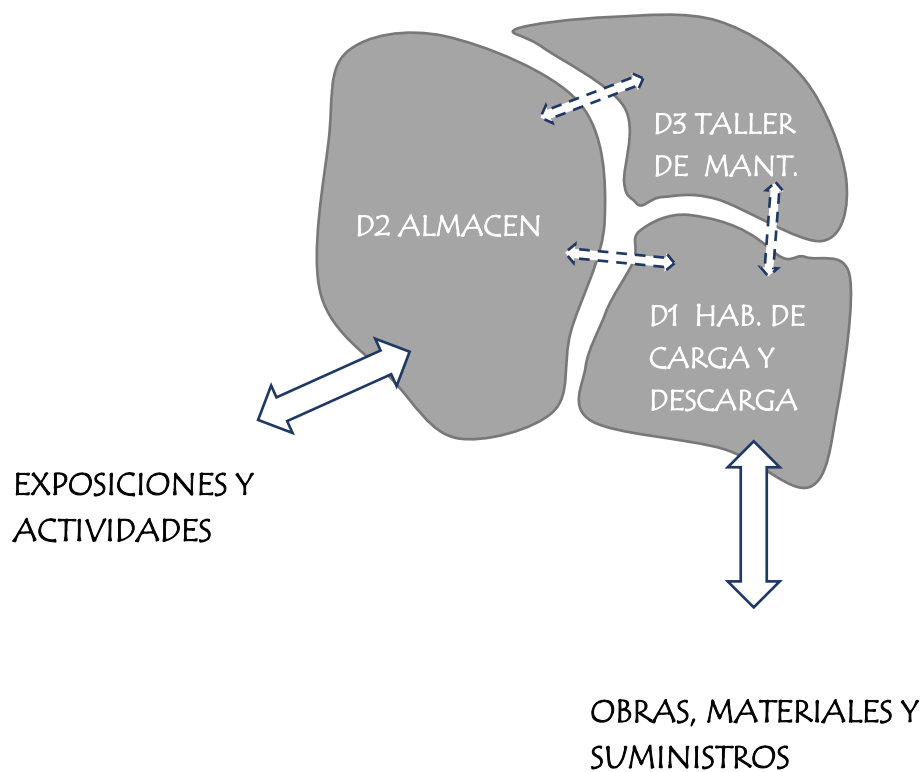 D3 TALLER
DE MANT.
D2 ALMACEN
D1 HAB. DE
CARGA Y
DESCARGA
EXPOSICIONES Y
ACTIVIDADES
OBRAS, MATERIALES Y
SUMINISTROS